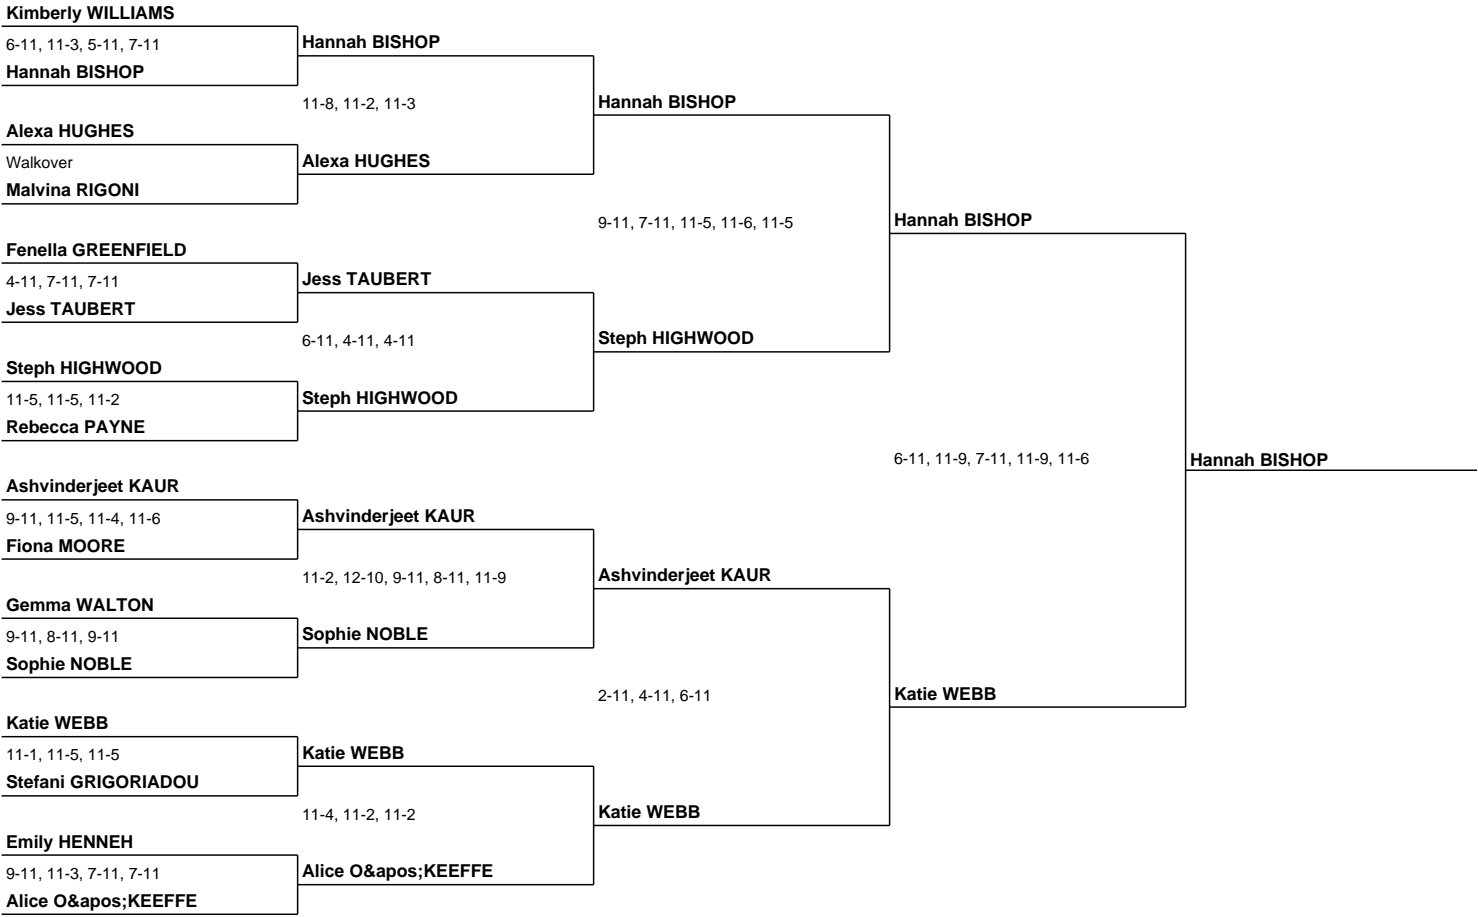 Kimberly WILLIAMS
6-11, 11-3, 5-11, 7-11
Hannah BISHOP
Alexa HUGHES
Walkover
Malvina RIGONI
Fenella GREENFIELD
4-11, 7-11, 7-11
Jess TAUBERT
Steph HIGHWOOD
11-5, 11-5, 11-2
Rebecca PAYNE
Ashvinderjeet KAUR
9-11, 11-5, 11-4, 11-6
Fiona MOORE
Gemma WALTON
9-11, 8-11, 9-11
Sophie NOBLE
Katie WEBB
11-1, 11-5, 11-5
Stefani GRIGORIADOU
Emily HENNEH
9-11, 11-3, 7-11, 7-11
Alice O&apos;KEEFFE
Hannah BISHOP
11-8, 11-2, 11-3
Alexa HUGHES
Jess TAUBERT
6-11, 4-11, 4-11
Steph HIGHWOOD
Ashvinderjeet KAUR
11-2, 12-10, 9-11, 8-11, 11-9
Sophie NOBLE
Katie WEBB
11-4, 11-2, 11-2
Alice O&apos;KEEFFE
Hannah BISHOP
9-11, 7-11, 11-5, 11-6, 11-5
Steph HIGHWOOD
Ashvinderjeet KAUR
2-11, 4-11, 6-11
Katie WEBB
Hannah BISHOP
6-11, 11-9, 7-11, 11-9, 11-6
Katie WEBB
Hannah BISHOP